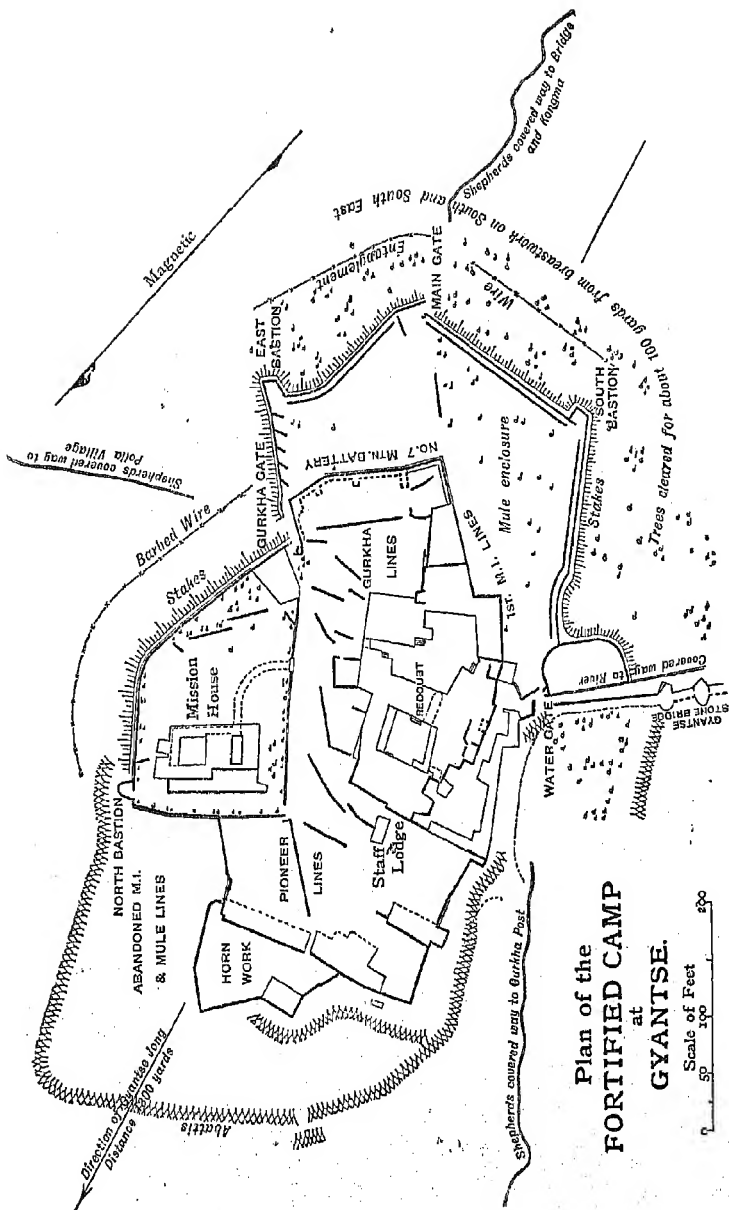 Plan of the
FORTIFIED CAMP
at
GYANTSE.
Scale of Feet
0 50 100 200
Magnetic
Shepherds covered way to Bridge
and Kangma
Shepherds covered way to
Palla Village
Barbed Wire
Stakes
GURKHA GATE
EAST
BASTION
Entanglement
MAIN GATE
Wire
Trees cleared for about 100 yards from breastwork on South and South East
SOUTH
BASTION
Stakes
Mule enclosure
NO. 7 MTN. BATTERY
1ST. M.I. LINES
GURKHA
LINES
REDOUBT
Mission
House
NORTH BASTION
ABANDONED M.I.
& MULE LINES
PIONEER
LINES
HORN
WORK
Staff
Lodge
WATER GATE
Covered way to River
GYANTSE
STONE BRIDGE
Shepherds covered way to Gurkha Post
Abattis
Direction of Gyantse Jong
Distance yards